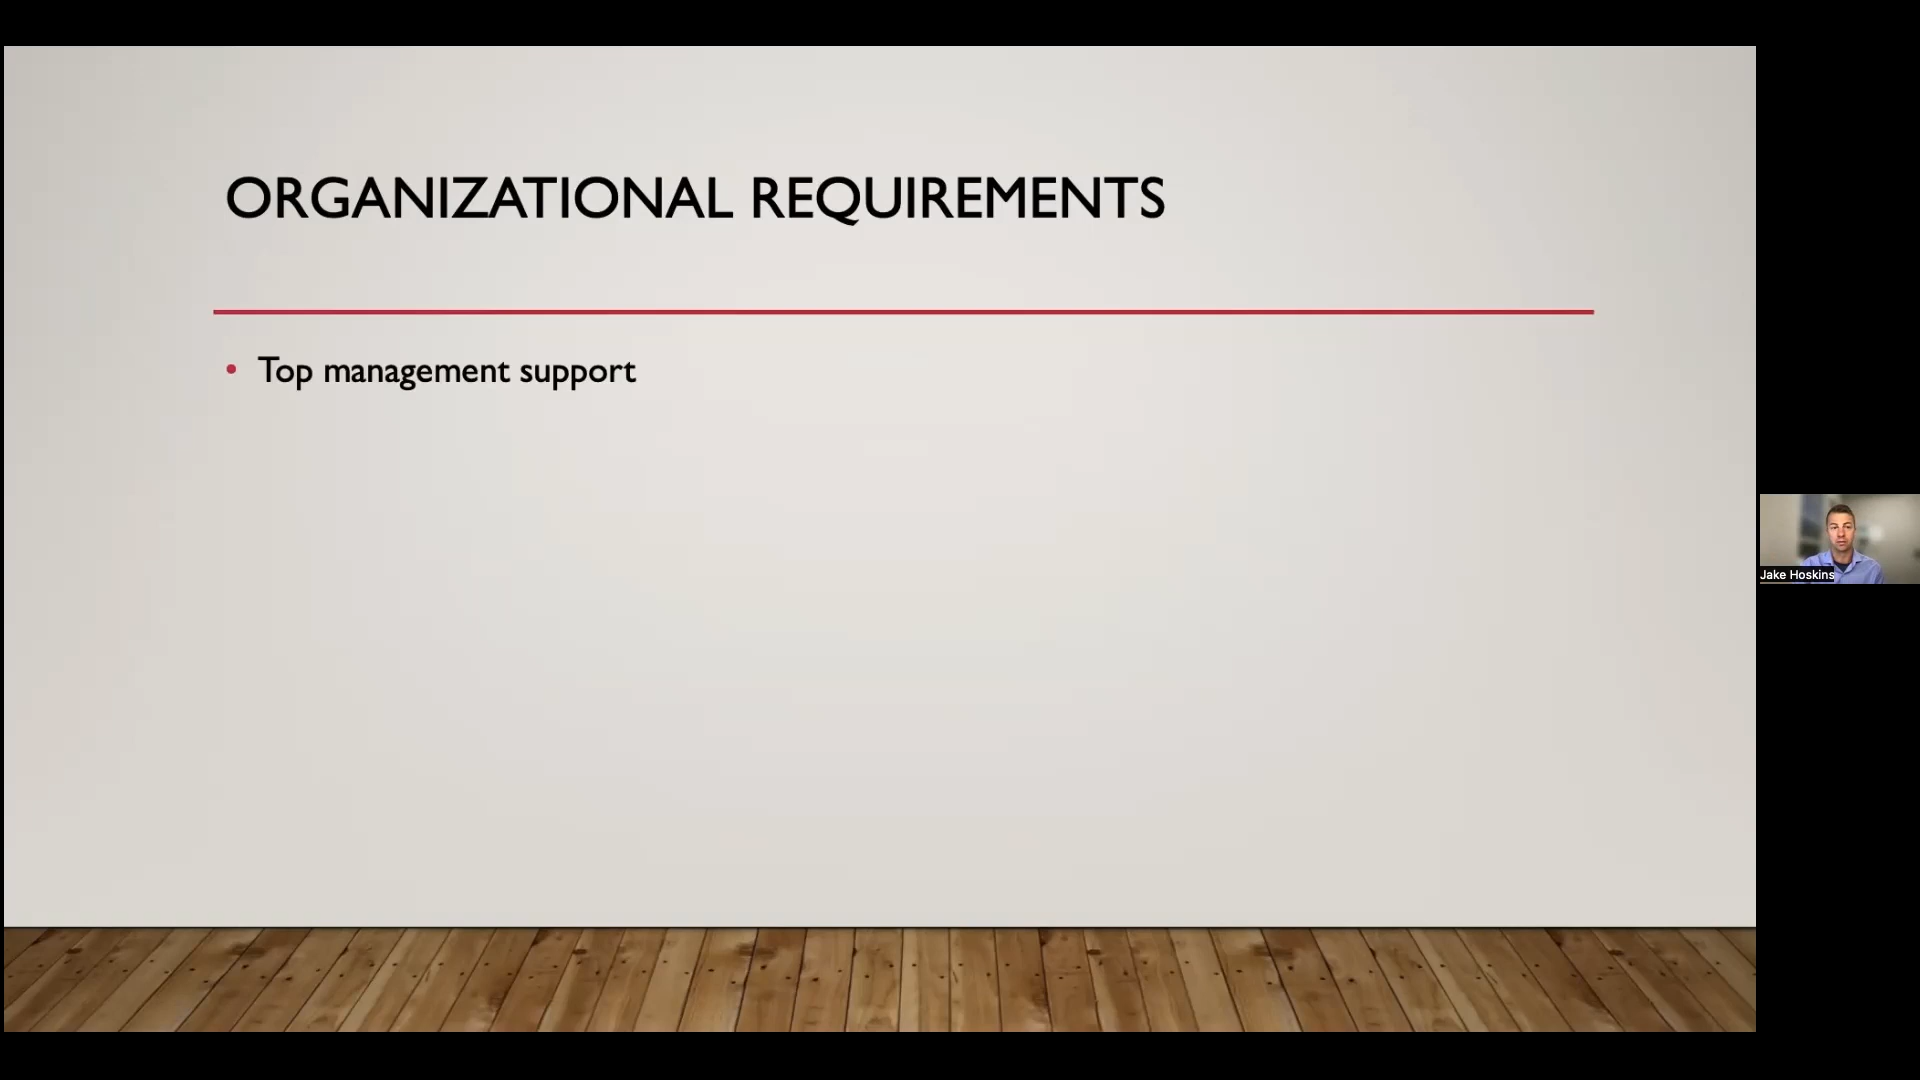 ORGANIZATIONAL REQUIREMENTS
• Top management support
Jake Hoskins